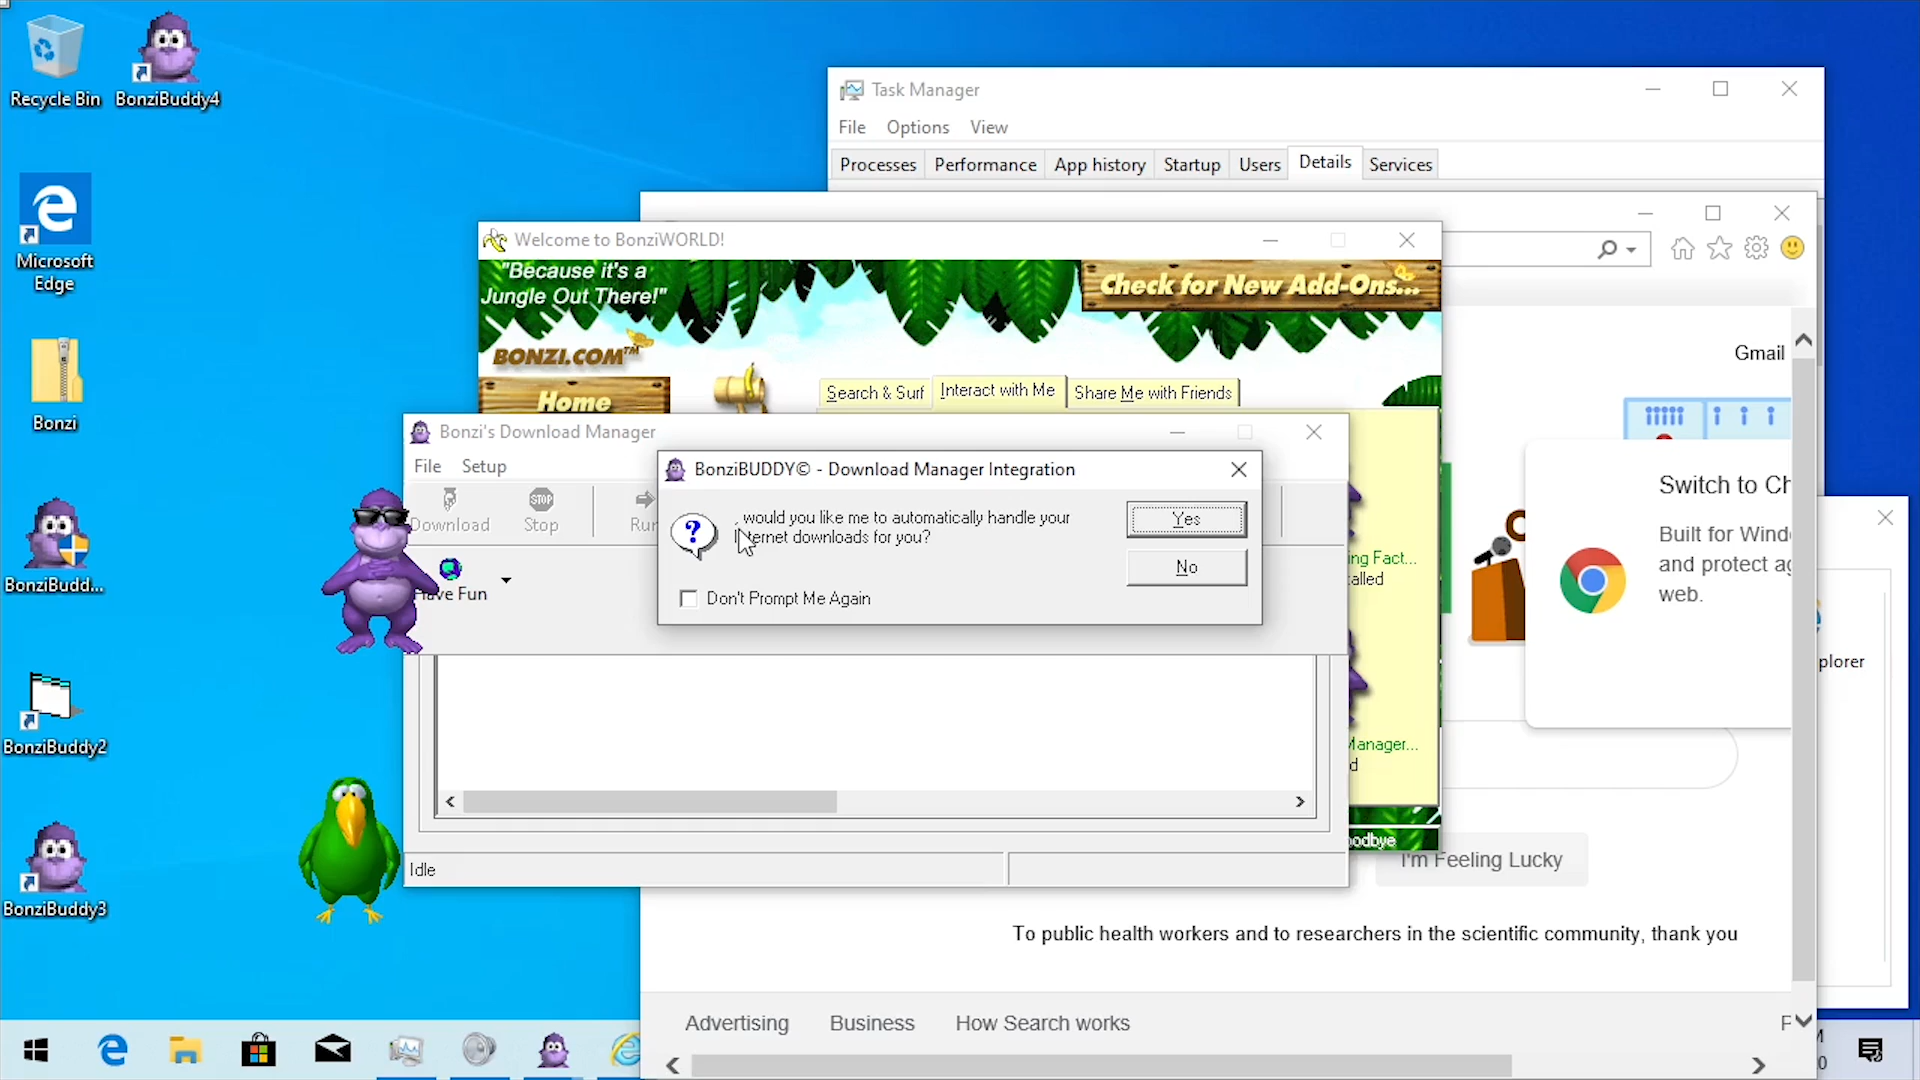 Recycle Bin
BonziBuddy4
Microsoft
Edge
Bonzi
BonziBudd...
BonziBuddy2
BonziBuddy3
Task Manager
File Options View
Processes Performance App history Startup Users Details Services
Welcome to BonziWORLD!
"Because it's a
Jungle Out There!"
Check for New Add-Ons...
BONZI.COM™
Home
Search & Surf Interact with Me Share Me with Friends
Gmail
Bonzi's Download Manager
File Setup
Download Stop Run
Have Fun
BonziBUDDY© - Download Manager Integration
, would you like me to automatically handle your
downloads for you?
Yes
No
Don't Prompt Me Again
Switch to
Built for
and protect
web.
Idle
I'm Feeling Lucky
To public health workers and to researchers in the scientific community, thank you
Advertising Business How Search works